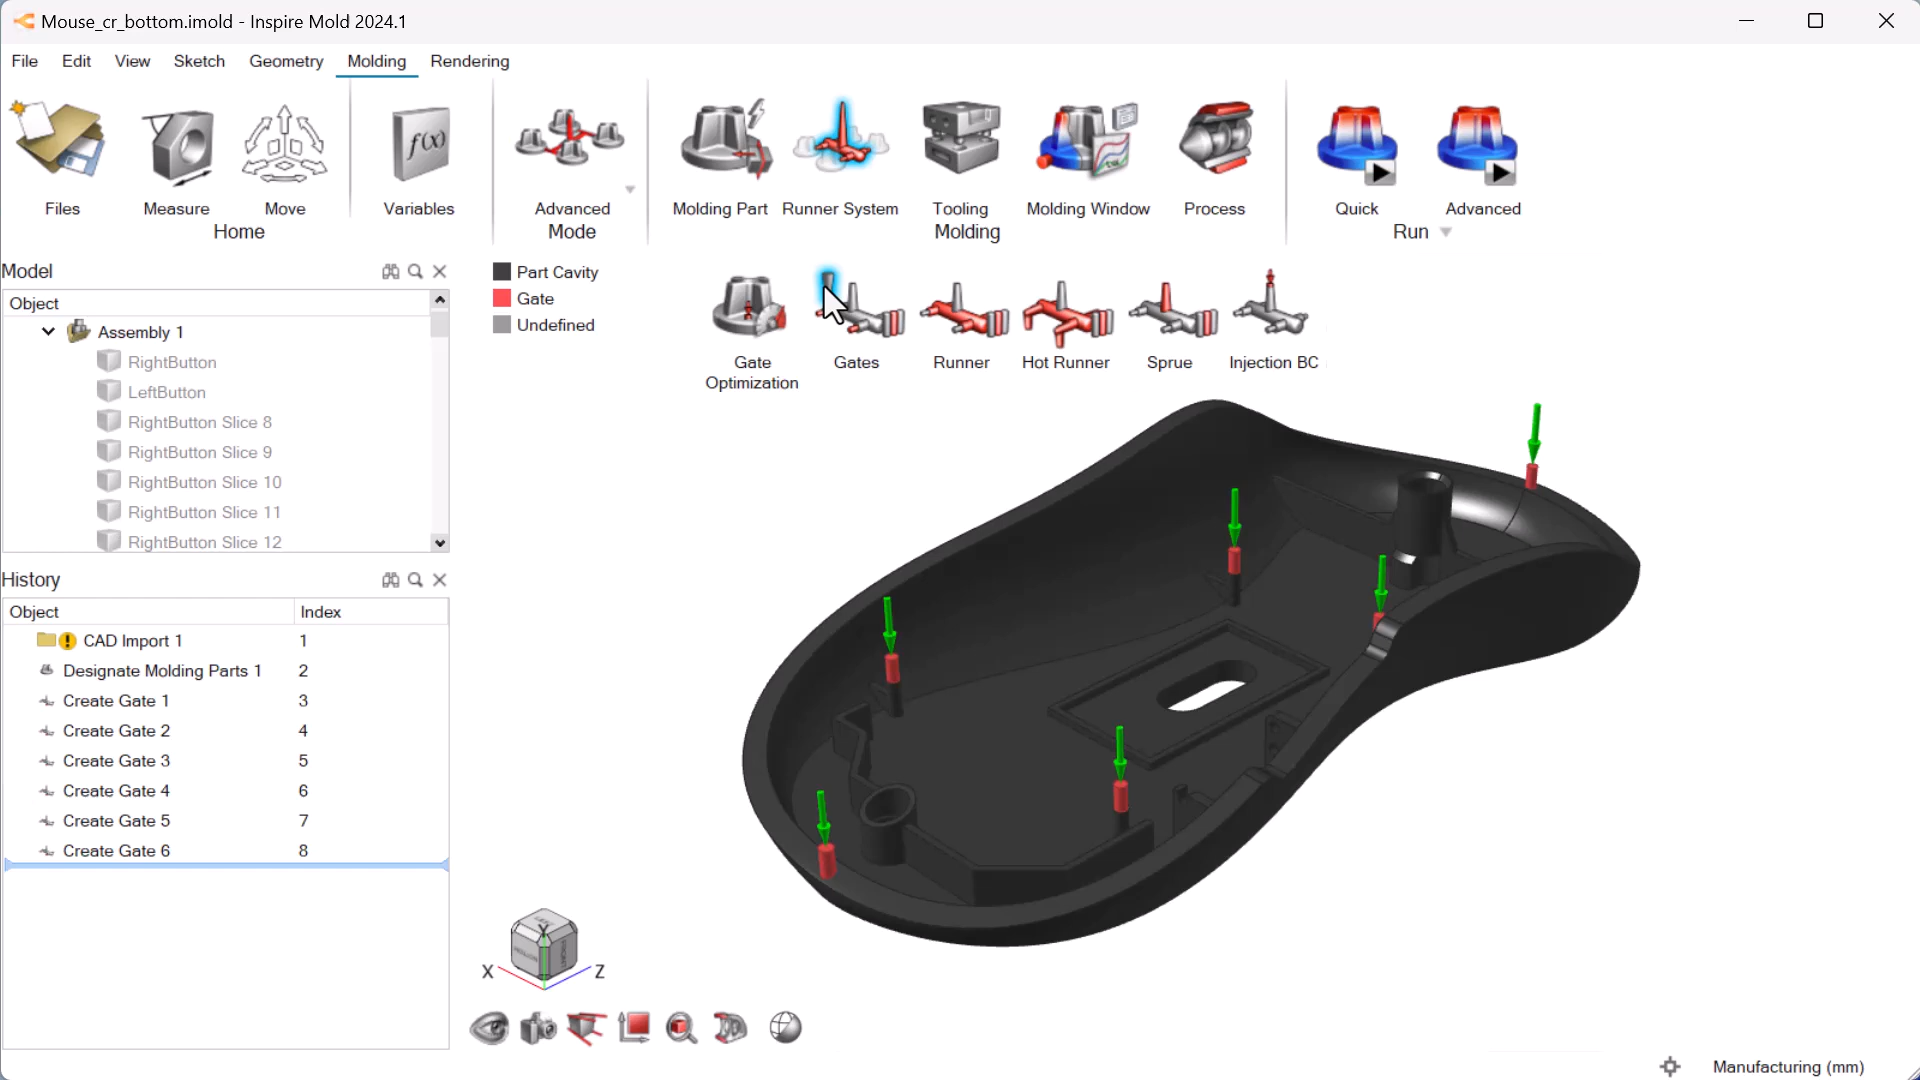 Mouse_cr_bottom.imold - Inspire Mold 2024.1
File Edit View Sketch Geometry Molding Rendering
Files Measure Move Variables Advanced Molding Part Runner System Tooling Molding Window Process Quick Advanced
Home Mode Molding Run
Model
Object
Assembly 1
RightButton
LeftButton
RightButton Slice 8
RightButton Slice 9
RightButton Slice 10
RightButton Slice 11
RightButton Slice 12
Part Cavity
Gate
Undefined
Gate Optimization
Gates
Runner
Hot Runner
Sprue
Injection BC
History
Object Index
CAD Import 1 1
Designate Molding Parts 1 2
Create Gate 1 3
Create Gate 2 4
Create Gate 3 5
Create Gate 4 6
Create Gate 5 7
Create Gate 6 8
f(x)
Y
X
Z
Manufacturing (mm)